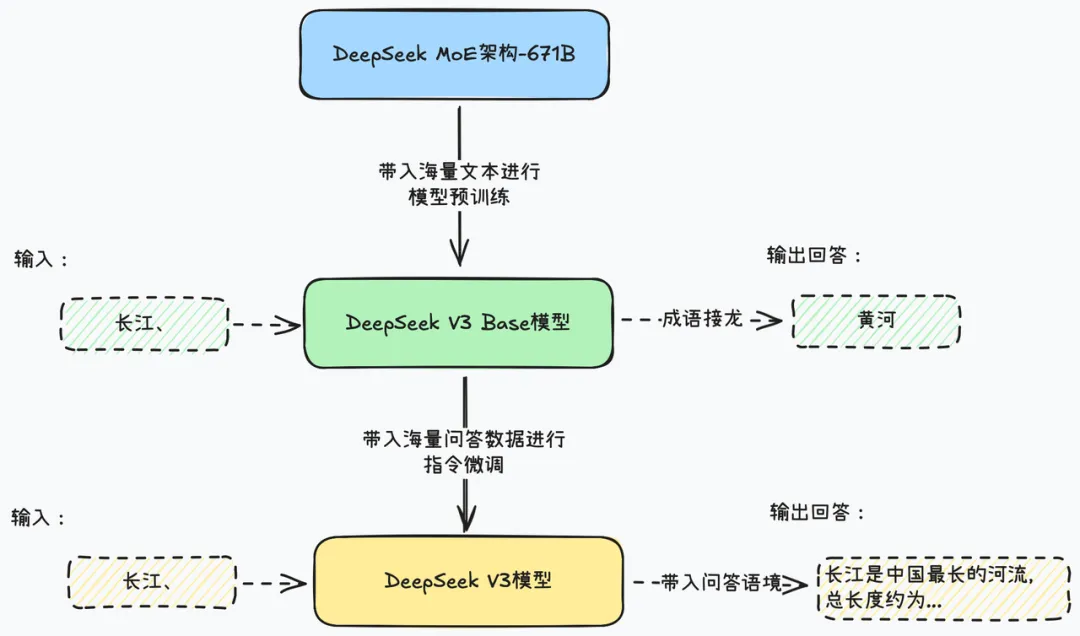 DeepSeek MoE架构-671B
带入海量文本进行
模型预训练
输入：
输出回答：
长江、
DeepSeek V3 Base模型
成语接龙
黄河
带入海量问答数据进行
指令微调
输入：
输出回答：
长江、
DeepSeek V3模型
带入问答语境
长江是中国最长的河流，
总长度约为...